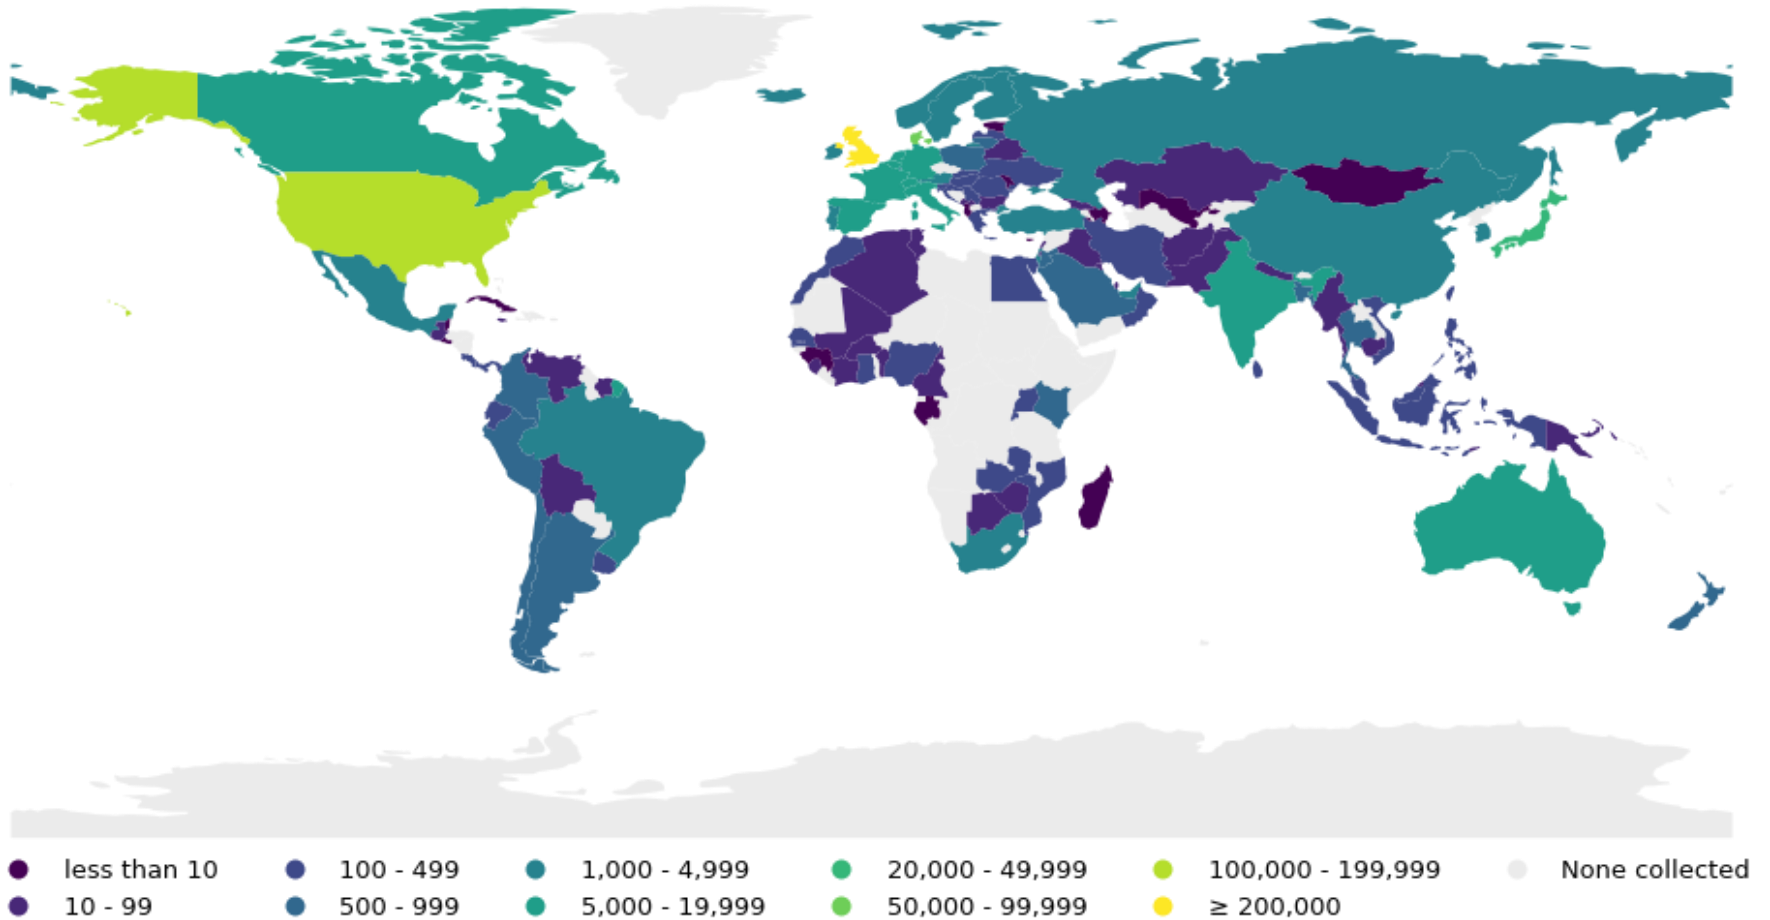 less than 10
100 - 499
1,000 - 4,999
20,000 - 49,999
100,000 - 199,999
None collected
10 - 99
500 - 999
5,000 - 19,999
50,000 - 99,999
≥ 200,000